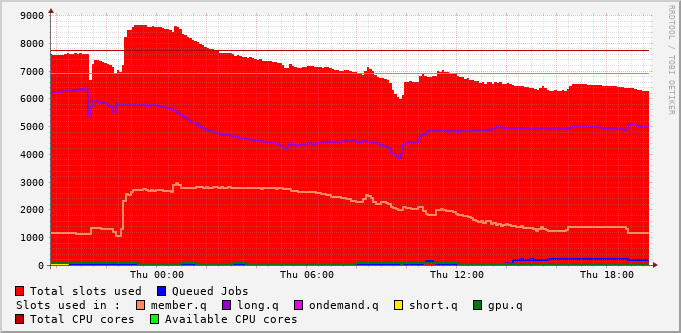 9000
8000
7000
6000
5000
4000
3000
2000
1000
0
Thu 00:00 Thu 06:00 Thu 12:00 Thu 18:00
RRDTOOL / TOBI OETIKER
Total slots used Queued Jobs
Slots used in : member.q long.q ondemand.q short.q gpu.q
Total CPU cores Available CPU cores